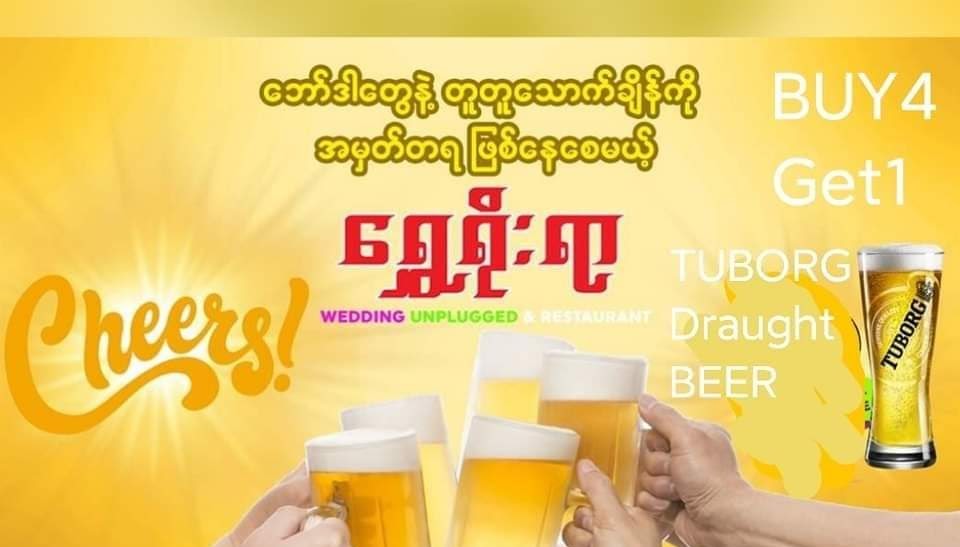 ဘော်ဒါတွေနဲ့ တူတူသောက်ချိန်ကို
အမှတ်တရ ဖြစ်နေစေမယ့်
ရွှေရိုးရာ
WEDDING UNPLUGGED & RESTAURANT
Cheers!
BUY4
Get1
TUBORG
Draught
BEER
TUBORG